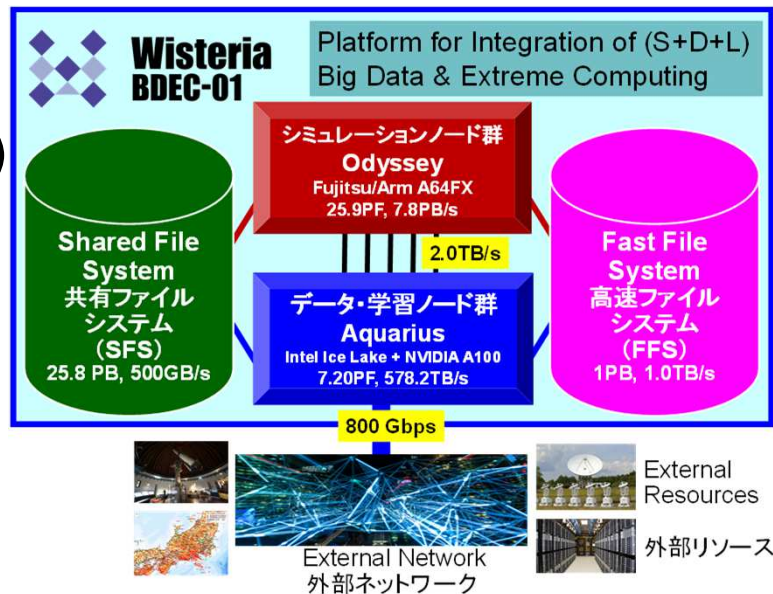 Wisteria
BDEC-01
Platform for Integration of (S+D+L)
Big Data & Extreme Computing
シミュレーションノード群
Odyssey
Fujitsu/Arm A64FX
25.9PF, 7.8PB/s
2.0TB/s
Shared File
System
共有ファイル
システム
（SFS）
25.8 PB, 500GB/s
データ・学習ノード群
Aquarius
Intel Ice Lake + NVIDIA A100
7.20PF, 578.2TB/s
Fast File
System
高速ファイル
システム
（FFS）
1PB, 1.0TB/s
800 Gbps
External Network
外部ネットワーク
External
Resources
外部リソース